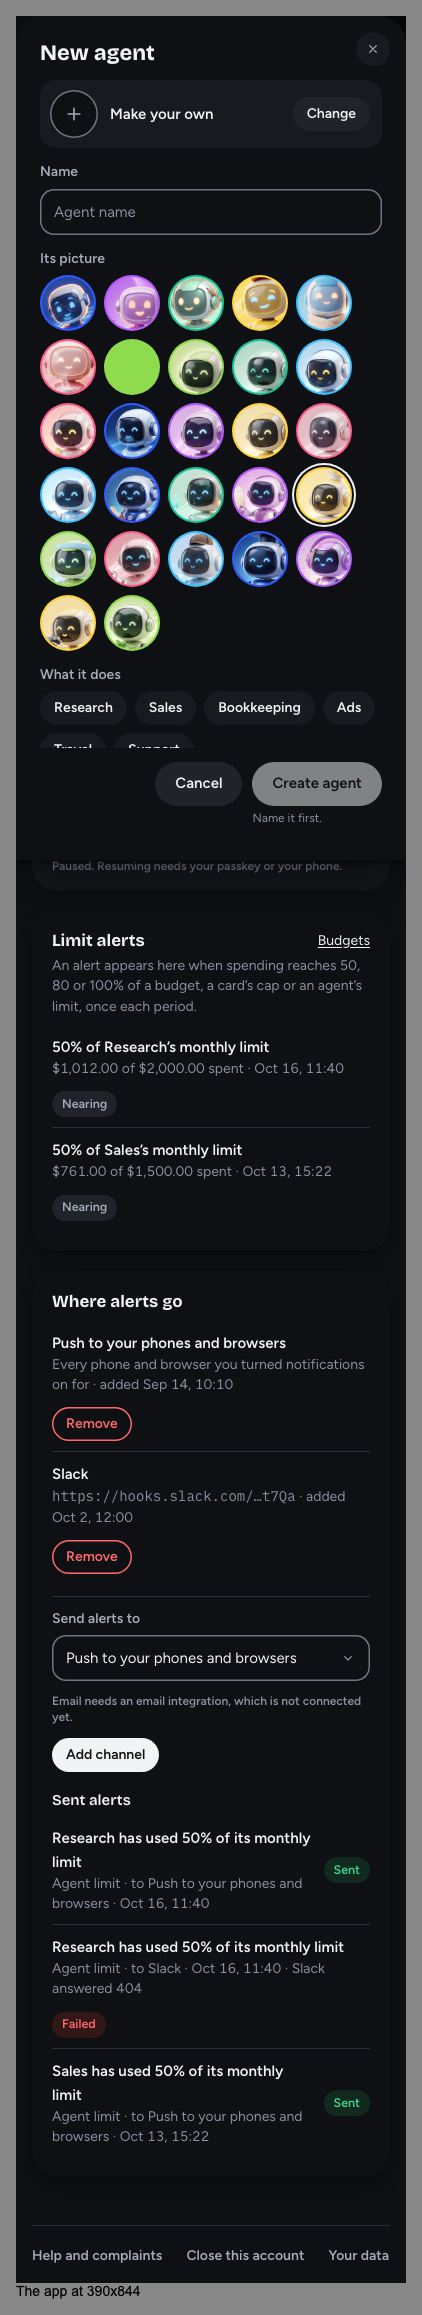 New agent
Make your own
Change
Name
Agent name
Its picture
What it does
Research
Sales
Bookkeeping
Ads
Travel
Support
Cancel
Create agent
Name it first.
Paused. Resuming needs your passkey or your phone.
Limit alerts
Budgets
An alert appears here when spending reaches 50,
80 or 100% of a budget, a card’s cap or an agent’s
limit, once each period.
50% of Research’s monthly limit
$1,012.00 of $2,000.00 spent · Oct 16, 11:40
Nearing
50% of Sales’s monthly limit
$761.00 of $1,500.00 spent · Oct 13, 15:22
Nearing
Where alerts go
Push to your phones and browsers
Every phone and browser you turned notifications
on for · added Sep 14, 10:10
Remove
Slack
https://hooks.slack.com/…t7Qa · added
Oct 2, 12:00
Remove
Send alerts to
Push to your phones and browsers
Email needs an email integration, which is not connected
yet.
Add channel
Sent alerts
Research has used 50% of its monthly
limit
Agent limit · to Push to your phones and
browsers · Oct 16, 11:40
Sent
Research has used 50% of its monthly limit
Agent limit · to Slack · Oct 16, 11:40 · Slack
answered 404
Failed
Sales has used 50% of its monthly
limit
Agent limit · to Push to your phones and
browsers · Oct 13, 15:22
Sent
Help and complaints
Close this account
Your data
The app at 390x844